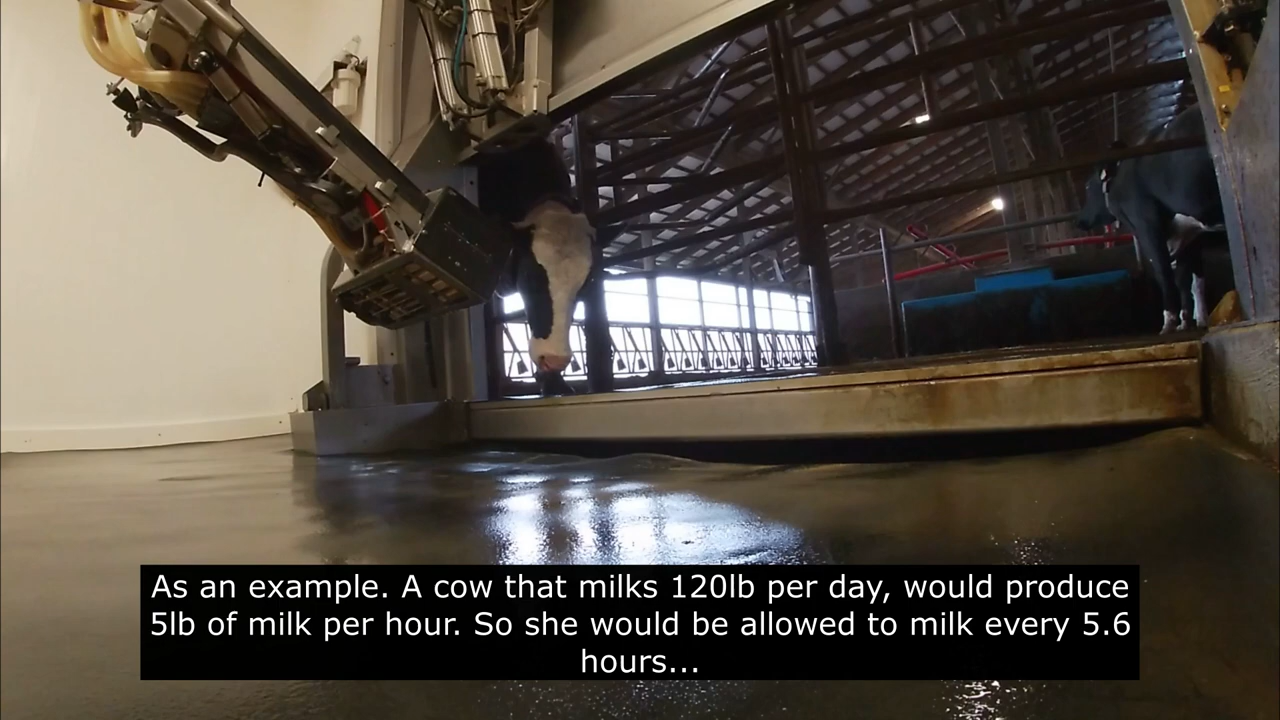 As an example. A cow that milks 120lb per day, would produce
5lb of milk per hour. So she would be allowed to milk every 5.6
hours...